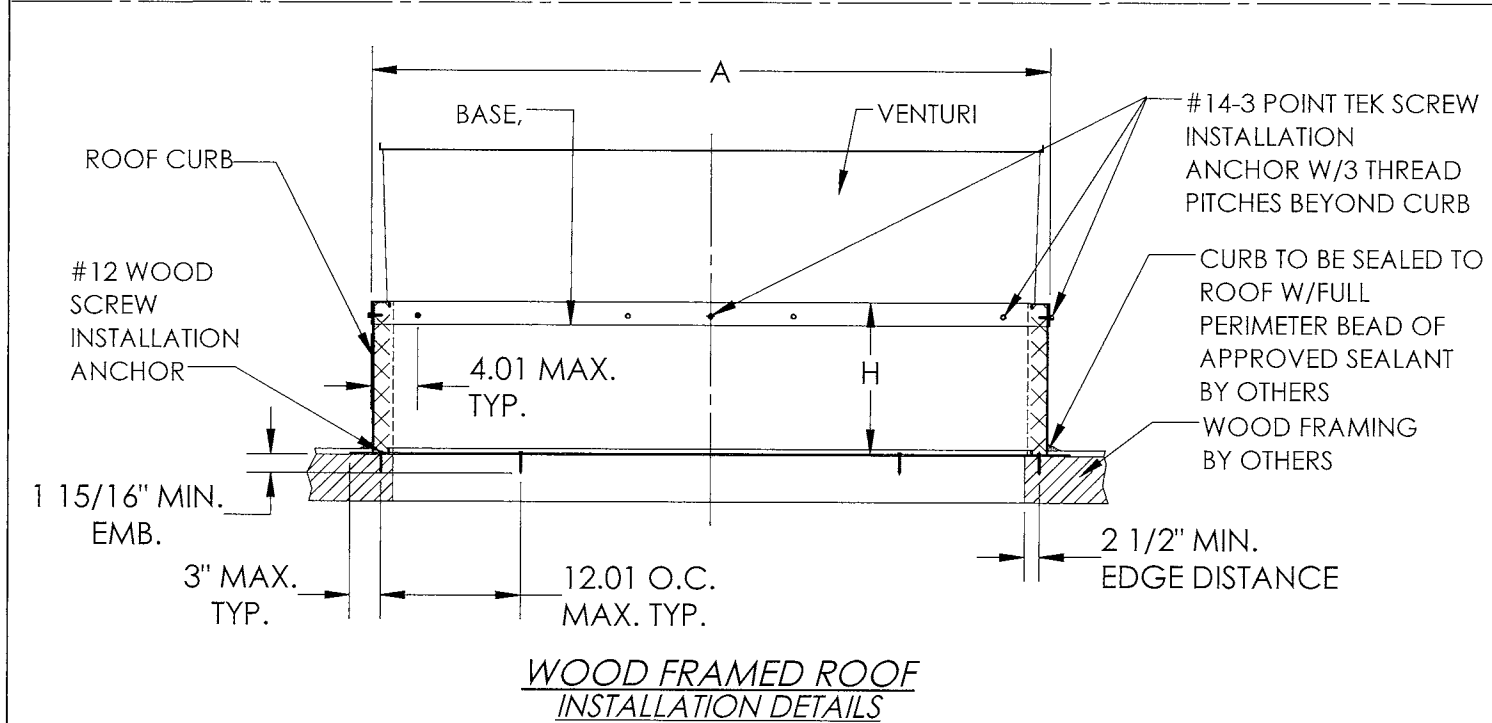 A
BASE,
VENTURI
#14-3 POINT TEK SCREW
INSTALLATION
ANCHOR W/3 THREAD
PITCHES BEYOND CURB
ROOF CURB
#12 WOOD
SCREW
INSTALLATION
ANCHOR
CURB TO BE SEALED TO
ROOF W/FULL
PERIMETER BEAD OF
APPROVED SEALANT
BY OTHERS
4.01 MAX.
TYP.
H
WOOD FRAMING
BY OTHERS
1 15/16" MIN.
EMB.
3" MAX.
TYP.
12.01 O.C.
MAX. TYP.
2 1/2" MIN.
EDGE DISTANCE
WOOD FRAMED ROOF
INSTALLATION DETAILS